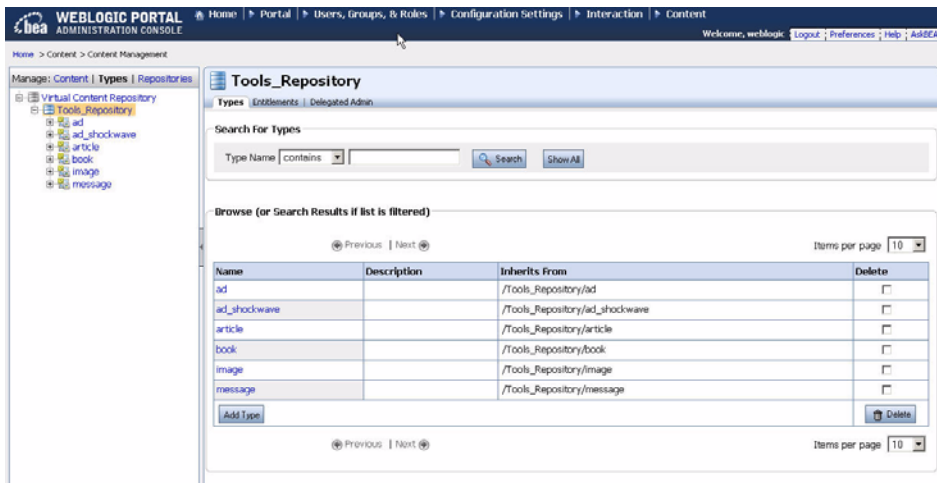 bea WEBLOGIC PORTAL Home | Portal | Users, Groups, & Roles | Configuration Settings | Interaction | Content
ADMINISTRATION CONSOLE Welcome, weblogic Logout Preferences Help AskBEA
Home > Content > Content Management
Manage: Content | Types | Repositories
Virtual Content Repository
Tools_Repository
ad
ad_shockwave
article
book
image
message
Tools_Repository
Types Entitlements | Delegated Admin
Search For Types
Type Name contains Search Show All
Browse (or Search Results if list is filtered)
Previous | Next Items per page 10
Name Description Inherits From Delete
ad /Tools_Repository/ad
ad_shockwave /Tools_Repository/ad_shockwave
article /Tools_Repository/article
book /Tools_Repository/book
image /Tools_Repository/image
message /Tools_Repository/message
Add Type Delete
Previous | Next Items per page 10